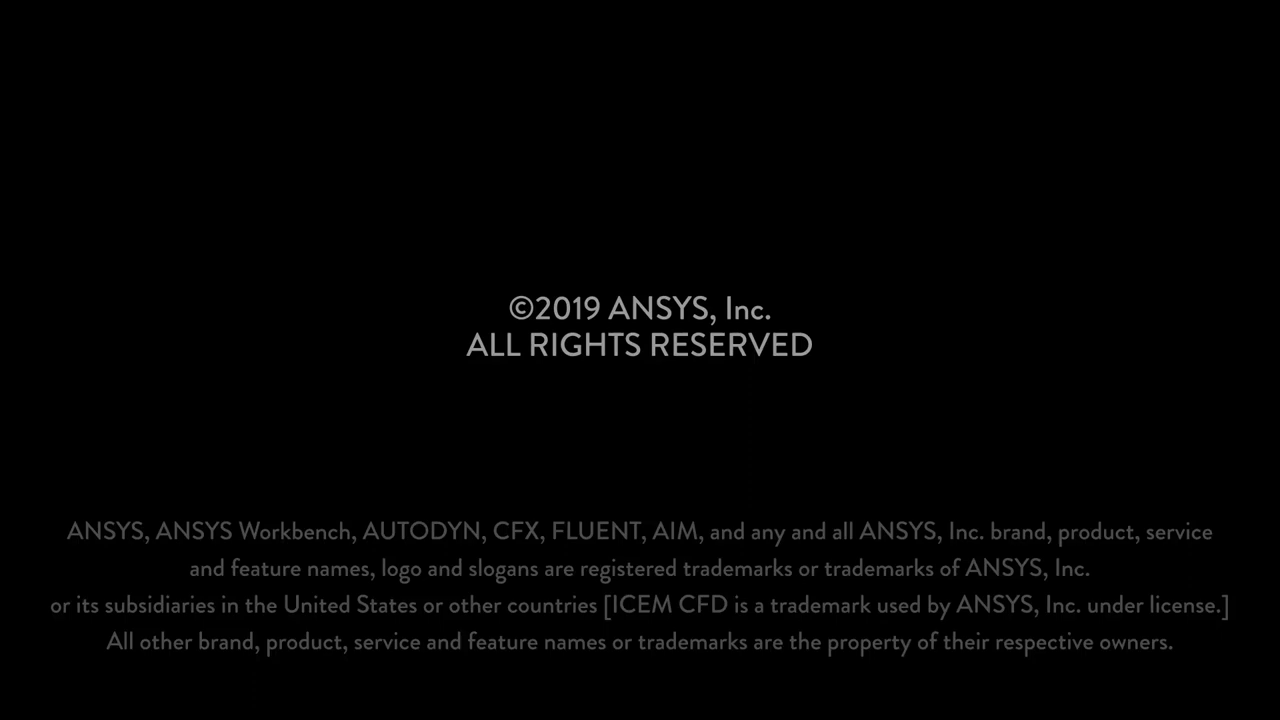 ©2019 ANSYS, Inc.
ALL RIGHTS RESERVED
ANSYS, ANSYS Workbench, AUTODYN, CFX, FLUENT, AIM, and any and all ANSYS, Inc. brand, product, service
and feature names, logo and slogans are registered trademarks or trademarks of ANSYS, Inc.
or its subsidiaries in the United States or other countries [ICEM CFD is a trademark used by ANSYS, Inc. under license.]
All other brand, product, service and feature names or trademarks are the property of their respective owners.